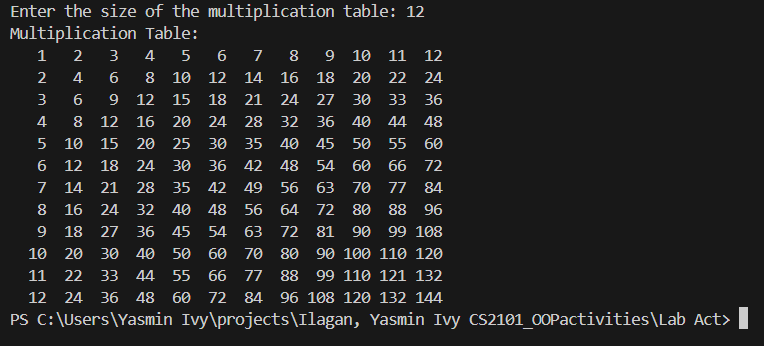 Enter the size of the multiplication table: 12
Multiplication Table:
   1   2   3   4   5   6   7   8   9  10  11  12
   2   4   6   8  10  12  14  16  18  20  22  24
   3   6   9  12  15  18  21  24  27  30  33  36
   4   8  12  16  20  24  28  32  36  40  44  48
   5  10  15  20  25  30  35  40  45  50  55  60
   6  12  18  24  30  36  42  48  54  60  66  72
   7  14  21  28  35  42  49  56  63  70  77  84
   8  16  24  32  40  48  56  64  72  80  88  96
   9  18  27  36  45  54  63  72  81  90  99 108
  10  20  30  40  50  60  70  80  90 100 110 120
  11  22  33  44  55  66  77  88  99 110 121 132
  12  24  36  48  60  72  84  96 108 120 132 144
PS C:\Users\Yasmin Ivy\projects\Ilagan, Yasmin Ivy CS2101_OOPactivities\Lab Act>